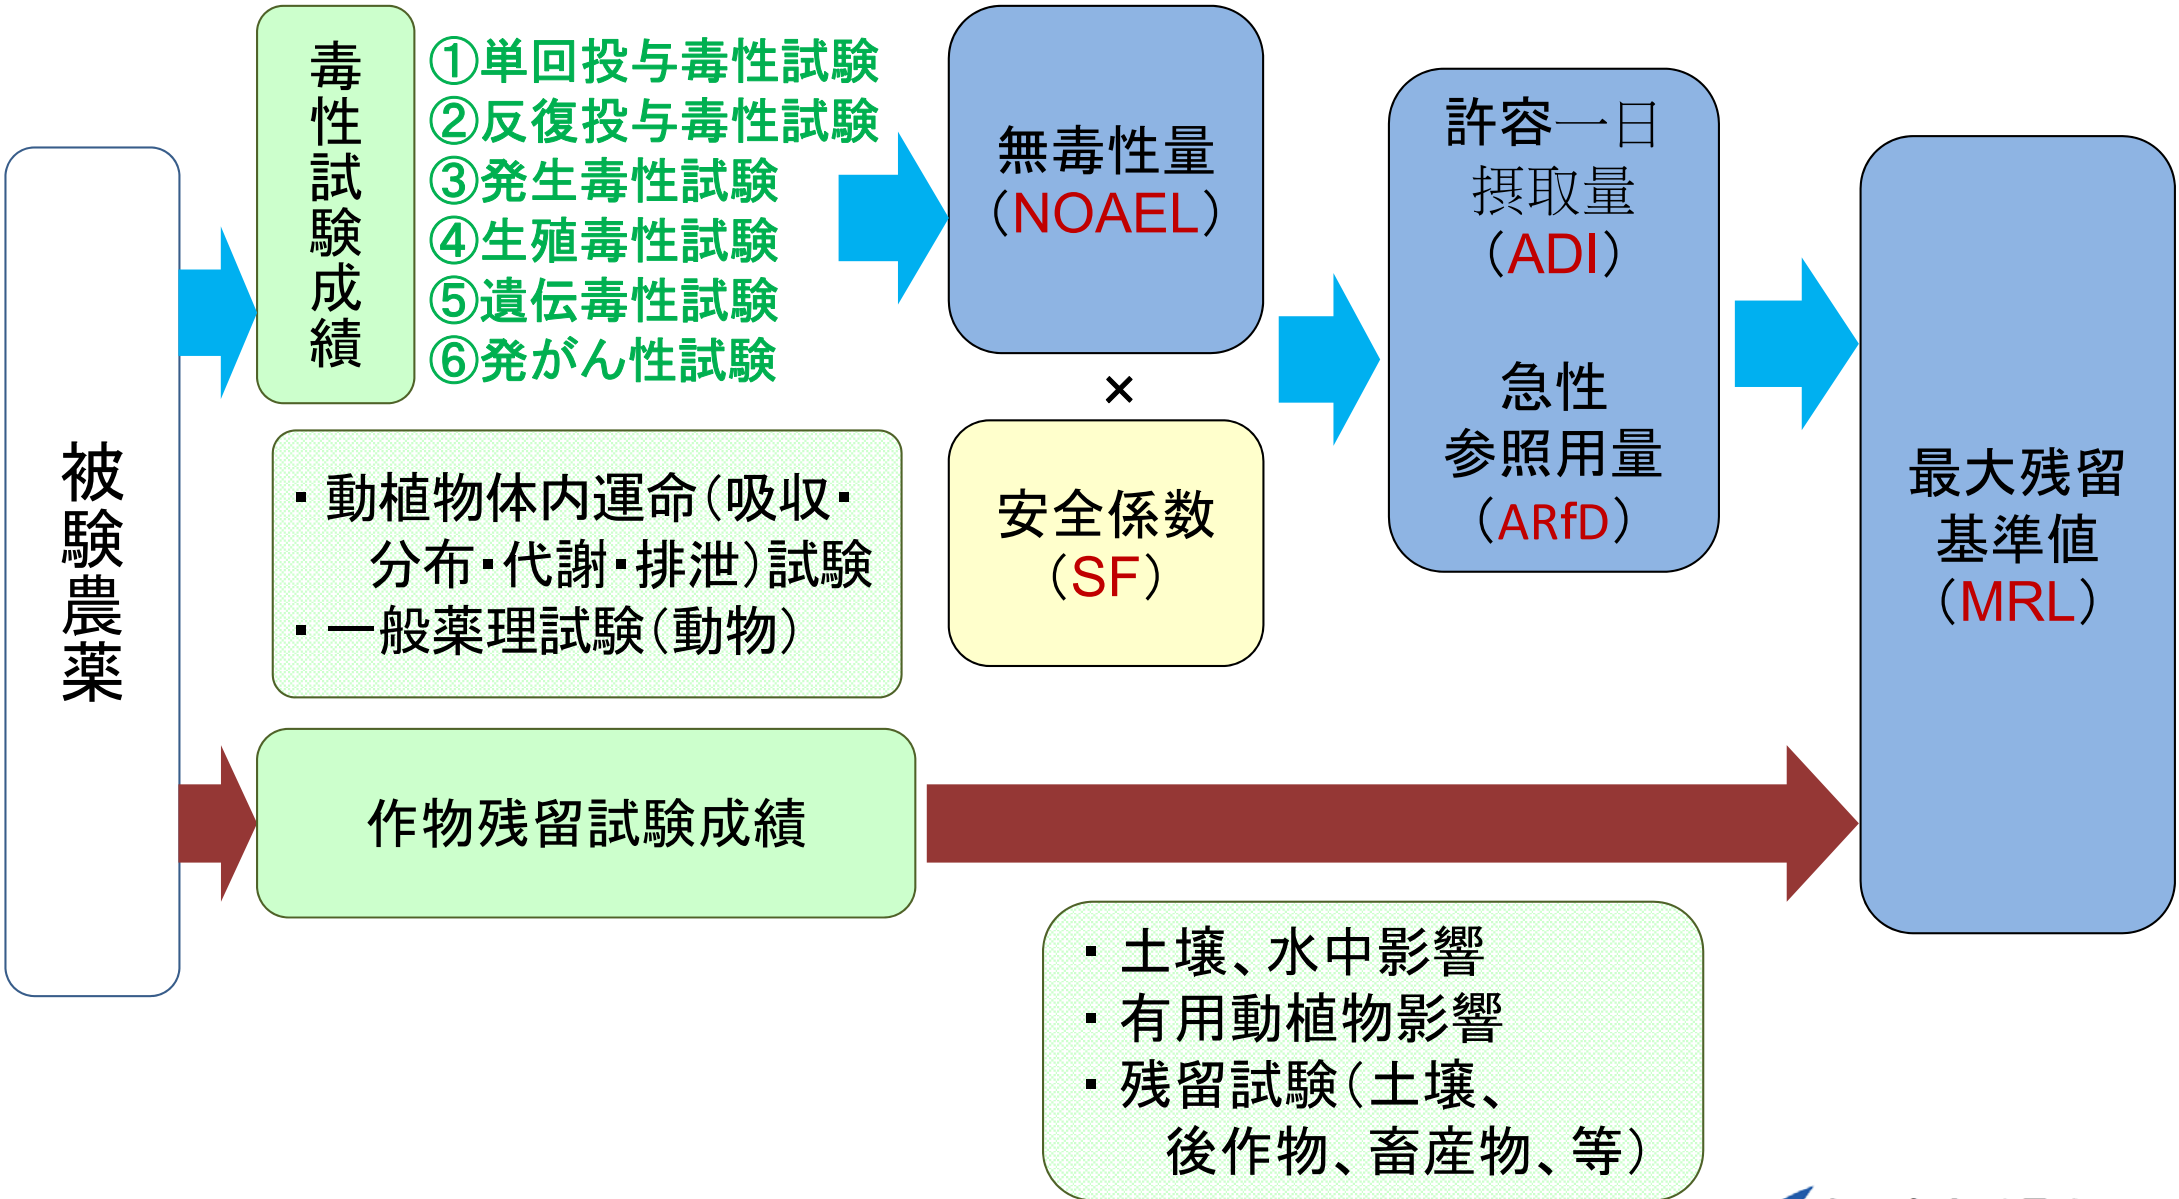 被験農薬
毒性試験成績
①単回投与毒性試験
②反復投与毒性試験
③発生毒性試験
④生殖毒性試験
⑤遺伝毒性試験
⑥発がん性試験
・動植物体内運命（吸収・
分布・代謝・排泄）試験
・一般薬理試験（動物）
無毒性量
（NOAEL）
×
安全係数
（SF）
許容一日
摂取量
（ADI）
急性
参照用量
（ARfD）
最大残留
基準値
（MRL）
作物残留試験成績
・土壌、水中影響
・有用動植物影響
・残留試験（土壌、
後作物、畜産物、等）